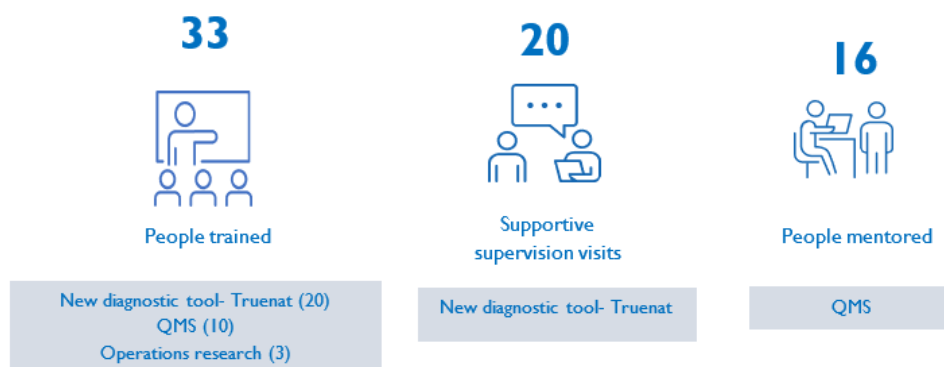 33
People trained
New diagnostic tool- Truenat (20)
QMS (10)
Operations research (3)
20
Supportive
supervision visits
New diagnostic tool- Truenat
16
People mentored
QMS